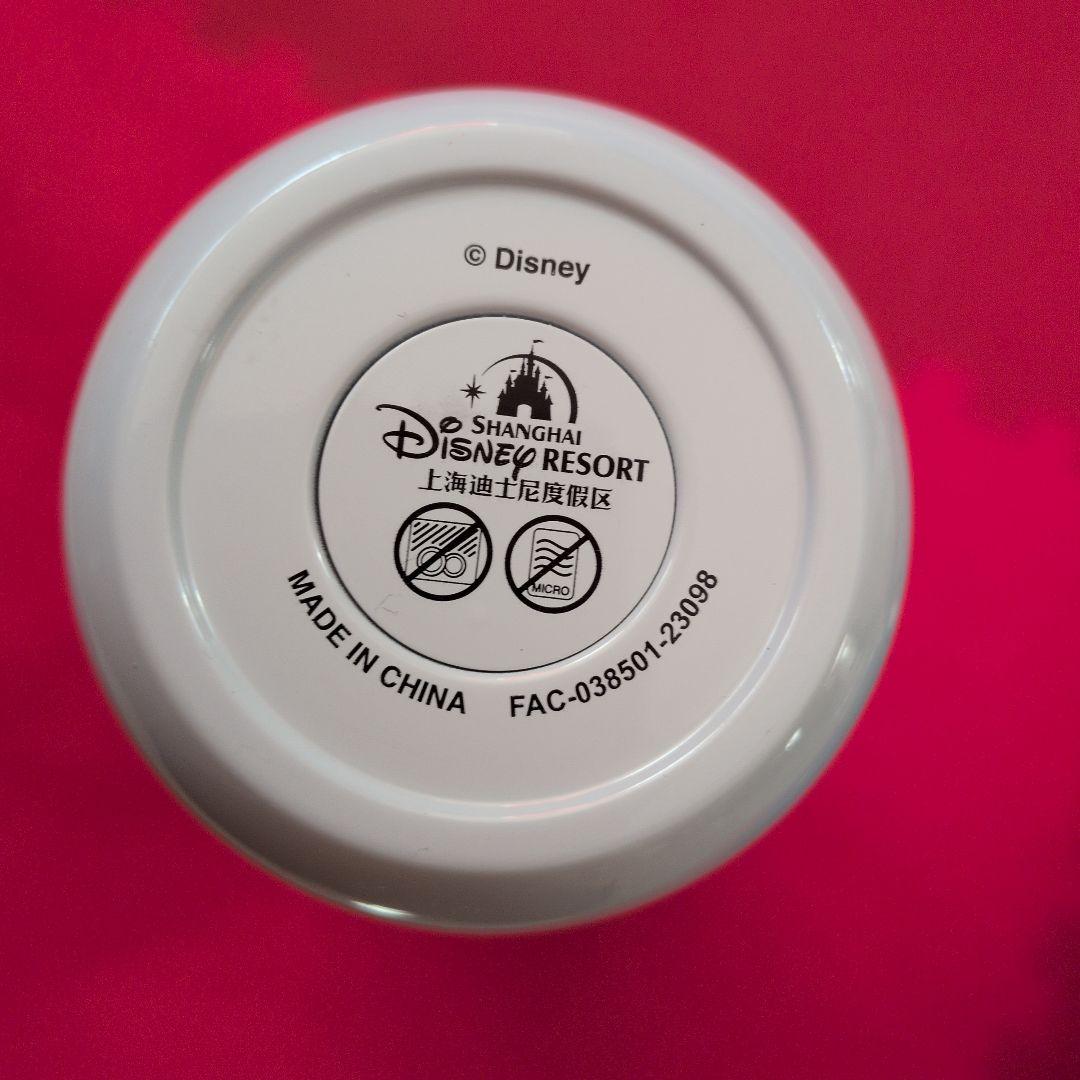 © Disney
SHANGHAI
DISNEY RESORT
上海迪士尼度假区
MICRO
MADE IN CHINA
FAC-038501-23098